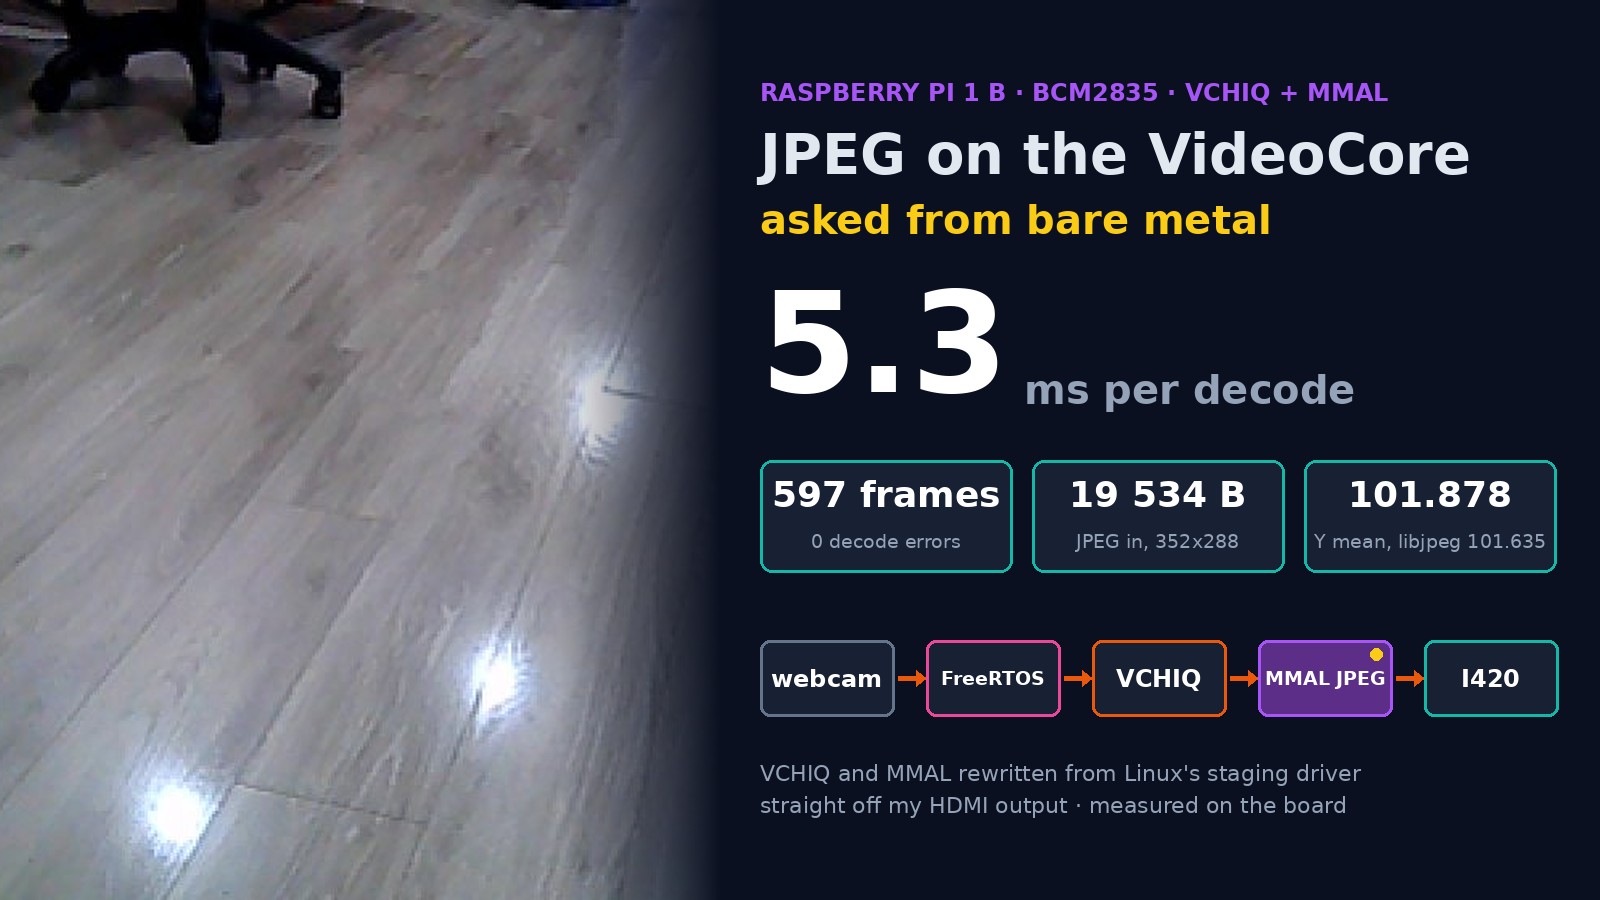 RASPBERRY PI 1 B · BCM2835 · VCHIQ + MMAL
JPEG on the VideoCore
asked from bare metal
5.3 ms per decode
597 frames
0 decode errors
19 534 B
JPEG in, 352x288
101.878
Y mean, libjpeg 101.635
webcam
FreeRTOS
VCHIQ
MMAL JPEG
I420
VCHIQ and MMAL rewritten from Linux's staging driver
straight off my HDMI output · measured on the board